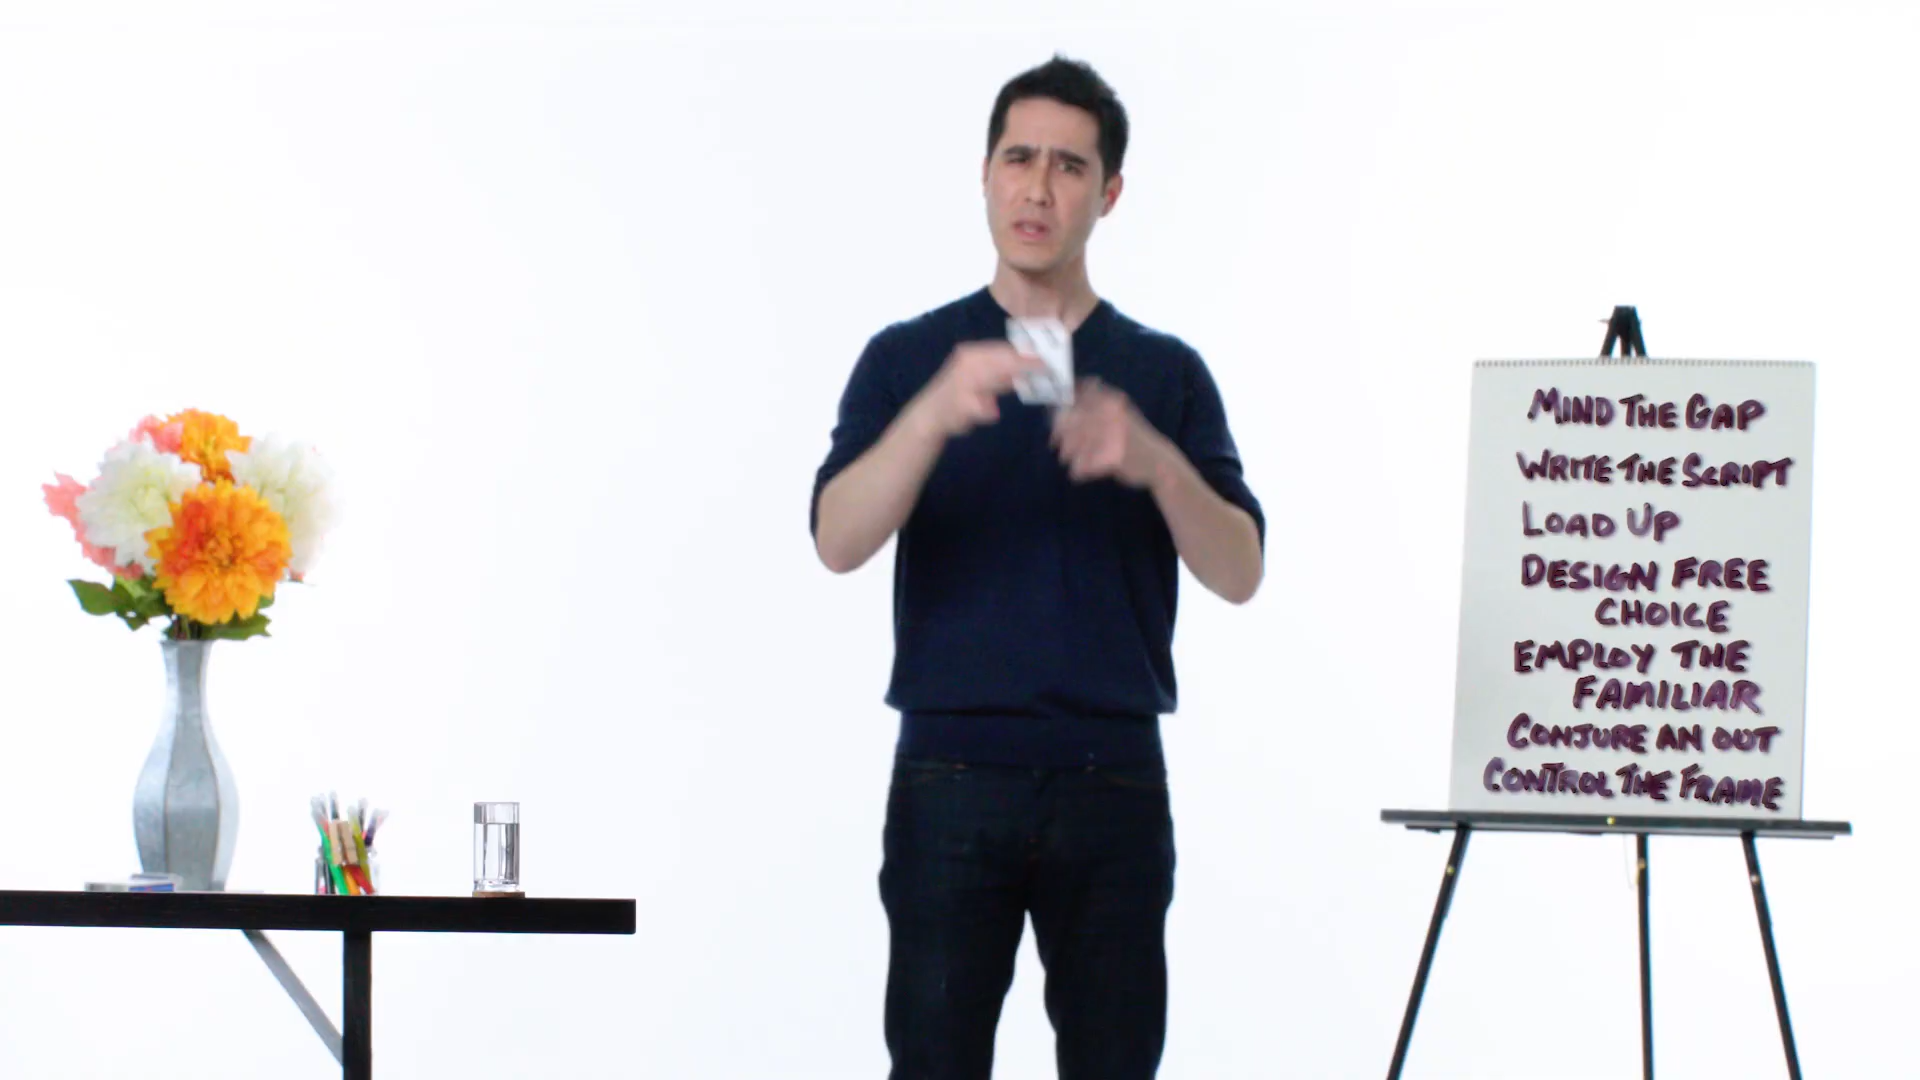 MIND THE GAP
WRITE THE SCRIPT
LOAD UP
DESIGN FREE
CHOICE
EMPLOY THE
FAMILIAR
CONJURE AN OUT
CONTROL THE FRAME